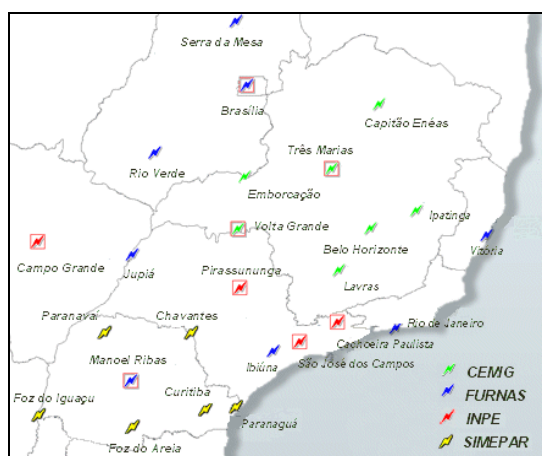 Serra da Mesa
Brasília
Capitão Enéas
Três Marias
Rio Verde
Emborcação
Ipatinga
Volta Grande
Belo Horizonte
Vitoria
Campo Grande
Jupiá
Pirassununga
Lavras
Paranavai
Chavantes
Rio de Janeiro
Cachoeira Paulista
Manoel Ribas
Ibiúna
São José dos Campos
CEMIG
Foz do Iguaçu
Curitiba
FURNAS
Paranaguá
INPE
Foz do Areia
SIMEPAR